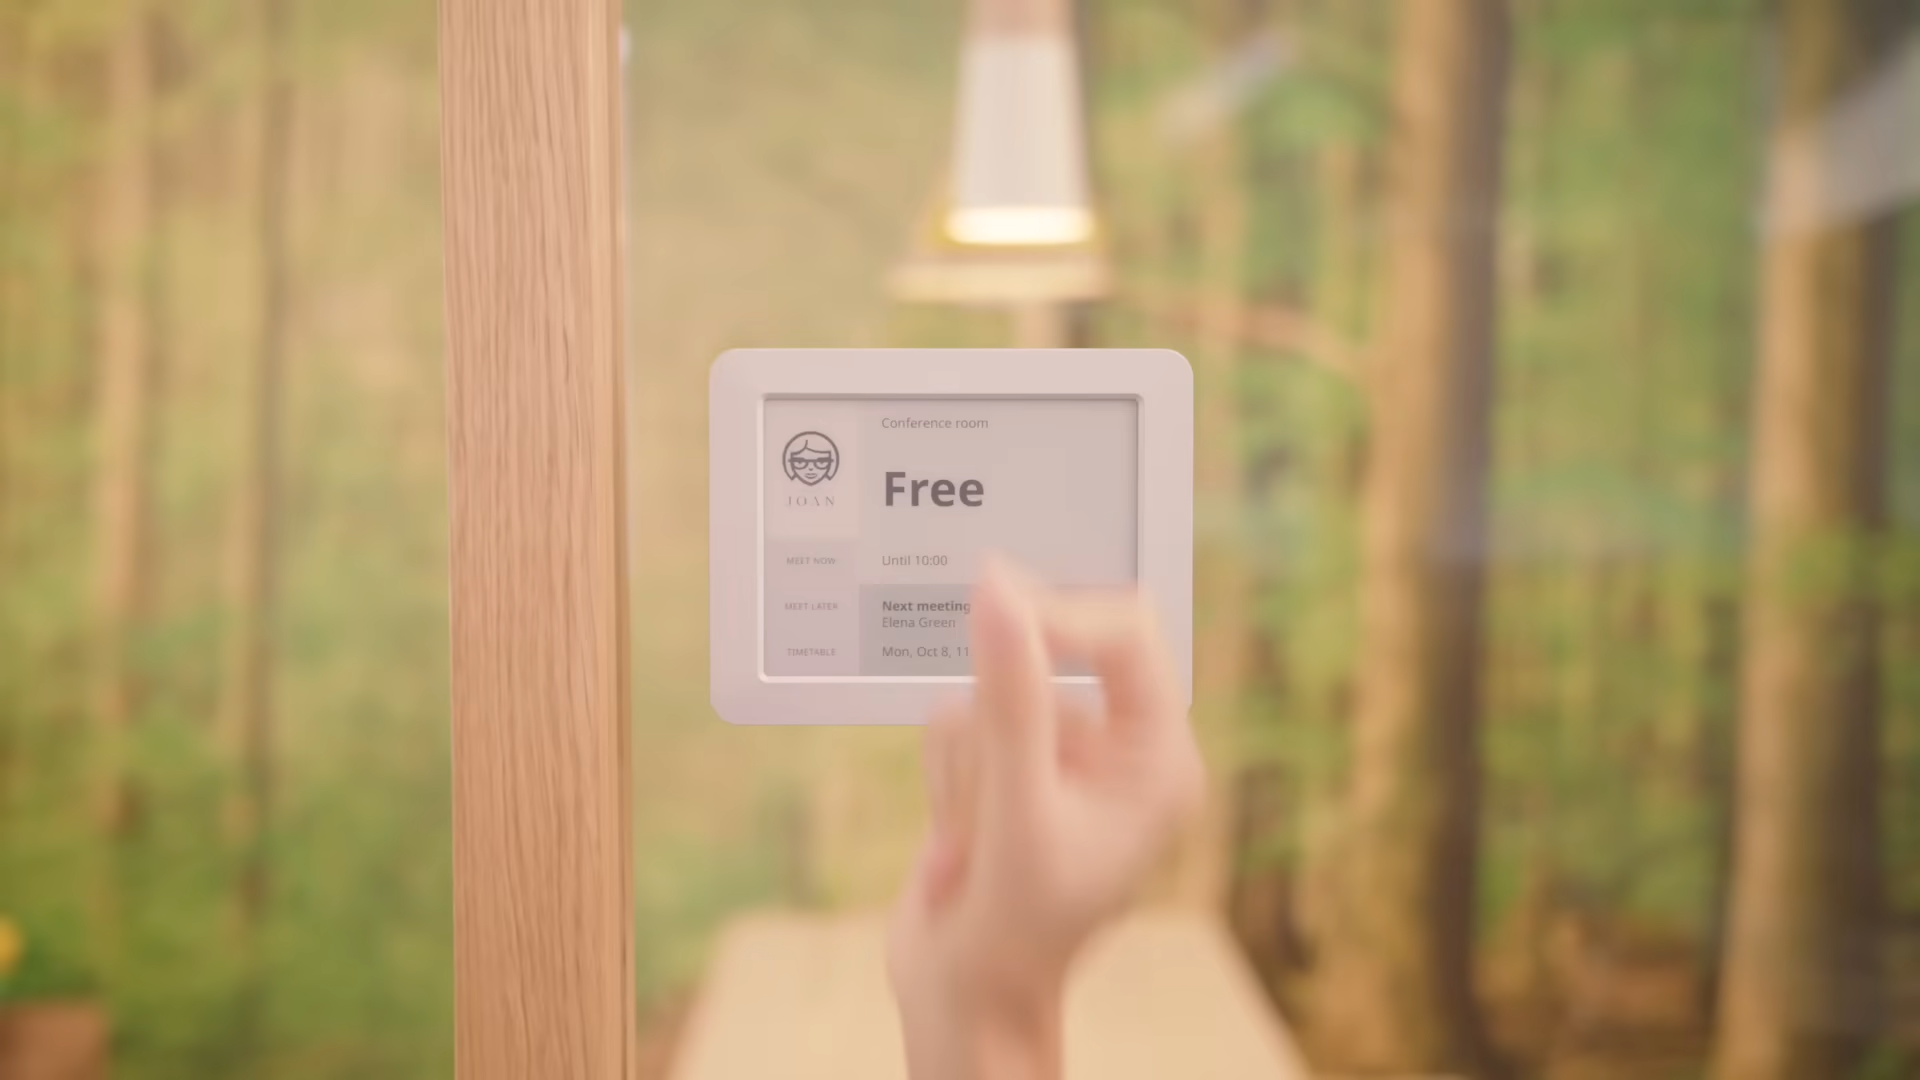 Conference room
JOAN
Free
MEET NOW
Until 10:00
MEET LATER
Next meeting
Elena Green
TIMETABLE
Mon, Oct 8, 11